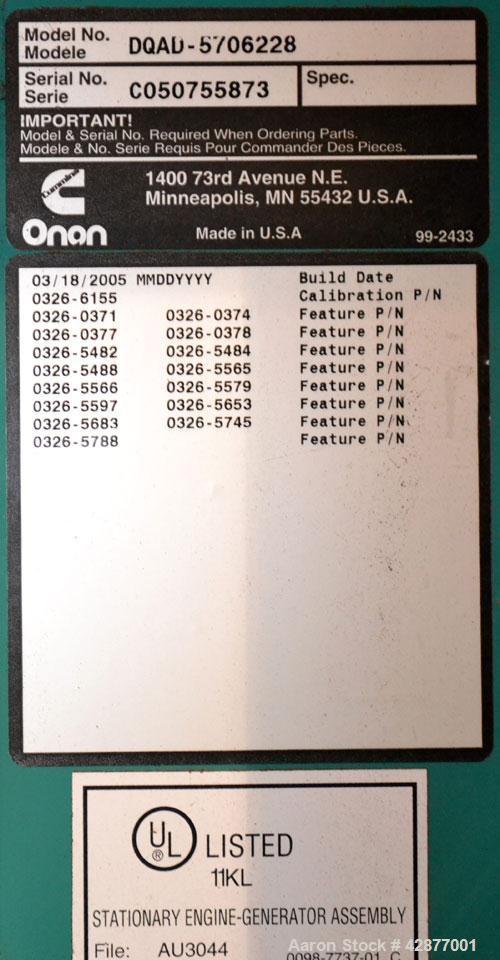 Model No.
Modele
DQAD-5706228
Serial No.
Serie
C050755873
Spec.
IMPORTANT!
Model & Serial No. Required When Ordering Parts.
Modele & No. Serie Requis Pour Commander Des Pieces.
Cummins
Onan
1400 73rd Avenue N.E.
Minneapolis, MN 55432 U.S.A.
Made in U.S.A
99-2433
03/18/2005 MMDDYYYY Build Date
0326-6155 Calibration P/N
0326-0371 0326-0374 Feature P/N
0326-0377 0326-0378 Feature P/N
0326-5482 0326-5484 Feature P/N
0326-5488 0326-5565 Feature P/N
0326-5566 0326-5579 Feature P/N
0326-5597 0326-5653 Feature P/N
0326-5683 0326-5745 Feature P/N
0326-5788 Feature P/N
UL ® LISTED
11KL
STATIONARY ENGINE-GENERATOR ASSEMBLY
File: AU3044 0098-7737-01 C
Aaron Stock # 42877001